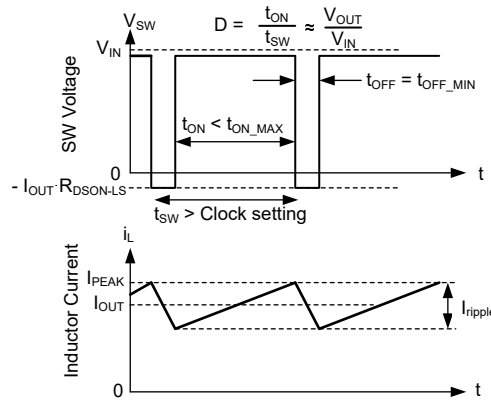 V_SW
D = t_ON / t_SW ≈ V_OUT / V_IN
V_IN
SW Voltage
t_OFF = t_OFF_MIN
t_ON < t_ON_MAX
0
t
- I_OUT·R_DSON-LS
t_SW > Clock setting
i_L
Inductor Current
I_PEAK
I_OUT
I_ripple
0
t